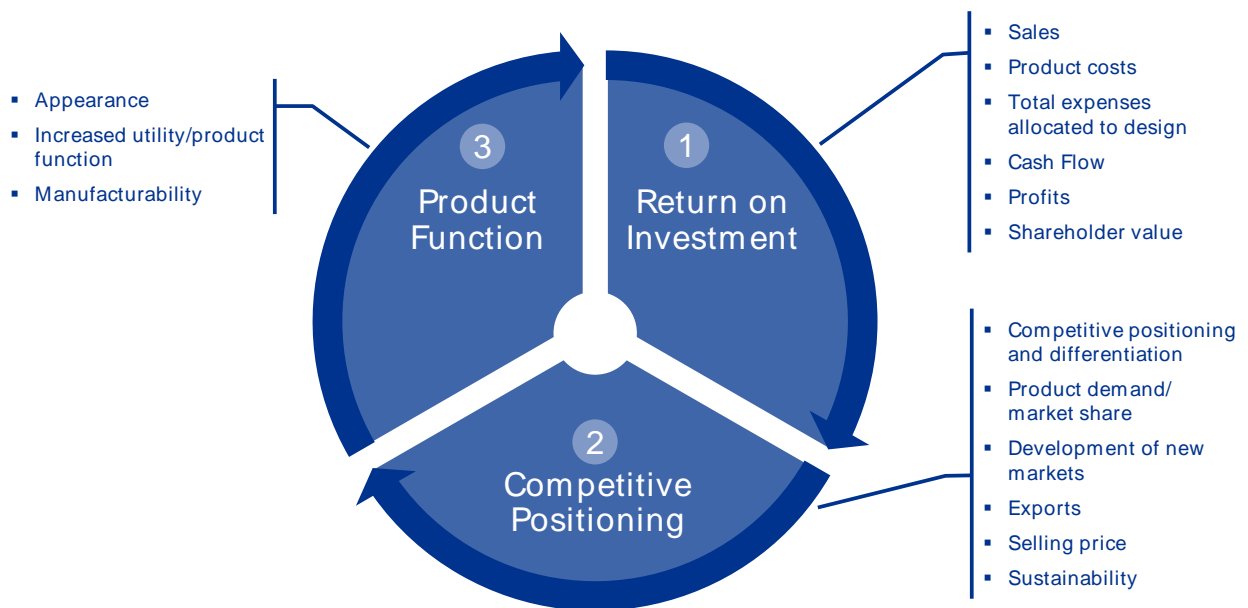 1
Return on
Investment
Sales
Product costs
Total expenses
allocated to design
Cash Flow
Profits
Shareholder value
2
Competitive
Positioning
Competitive positioning
and differentiation
Product demand/
market share
Development of new
markets
Exports
Selling price
Sustainability
3
Product
Function
Appearance
Increased utility/product
function
Manufacturability